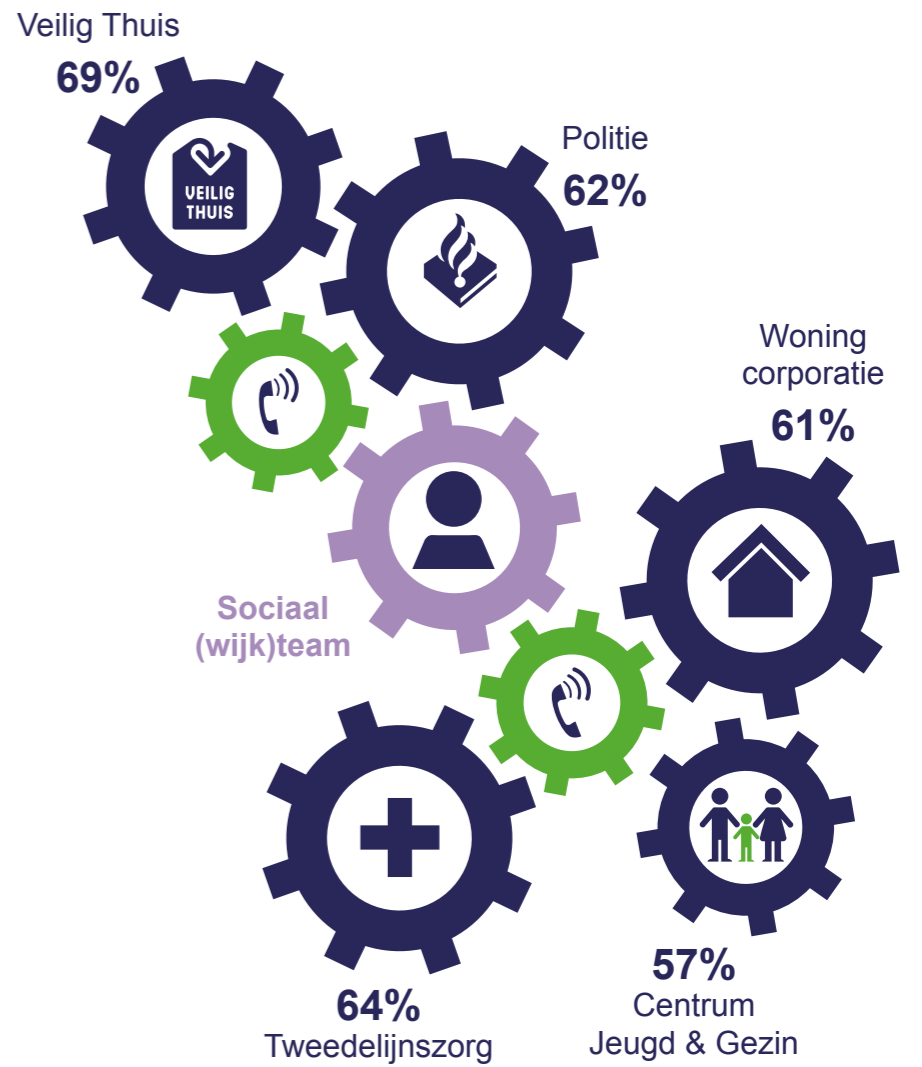 Veilig Thuis
69%
VEILIG
THUIS
Politie
62%
Woning
corporatie
61%
Sociaal
(wijk)team
64%
Tweedelijnszorg
57%
Centrum
Jeugd & Gezin